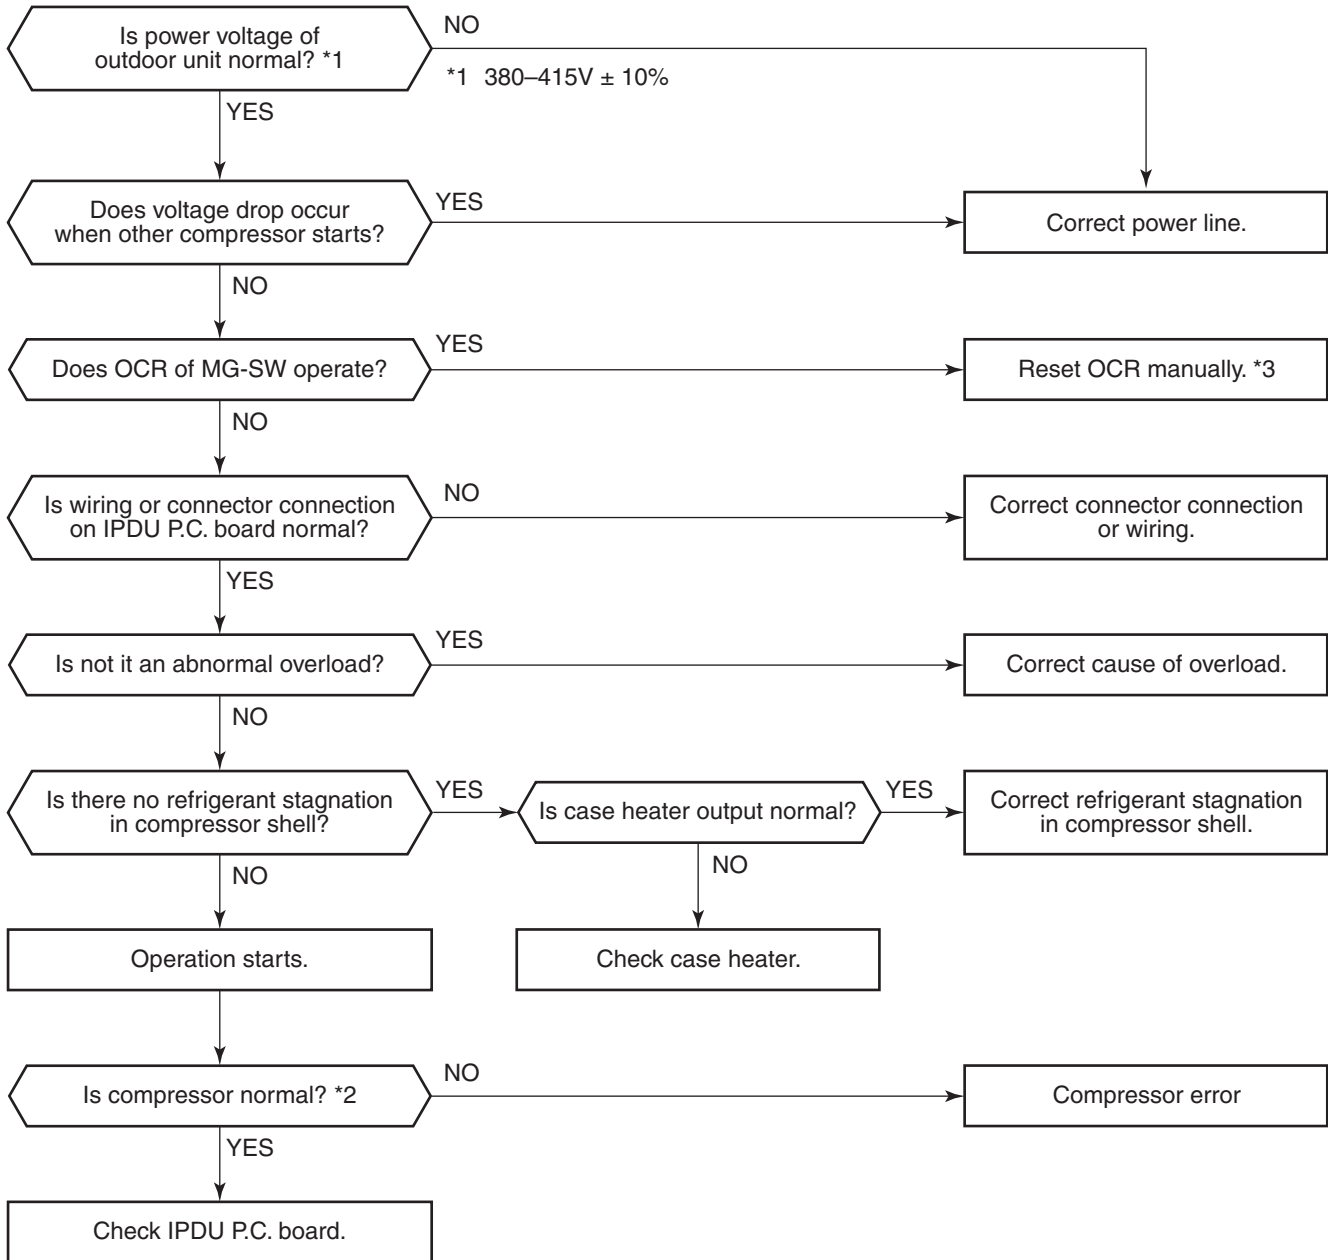 Is power voltage of
outdoor unit normal? *1
NO
*1 380–415V ± 10%
YES
Does voltage drop occur
when other compressor starts?
YES
Correct power line.
NO
Does OCR of MG-SW operate?
YES
Reset OCR manually. *3
NO
Is wiring or connector connection
on IPDU P.C. board normal?
NO
Correct connector connection
or wiring.
YES
Is not it an abnormal overload?
YES
Correct cause of overload.
NO
Is there no refrigerant stagnation
in compressor shell?
YES
Is case heater output normal?
YES
Correct refrigerant stagnation
in compressor shell.
NO
NO
Operation starts.
Check case heater.
Is compressor normal? *2
NO
Compressor error
YES
Check IPDU P.C. board.